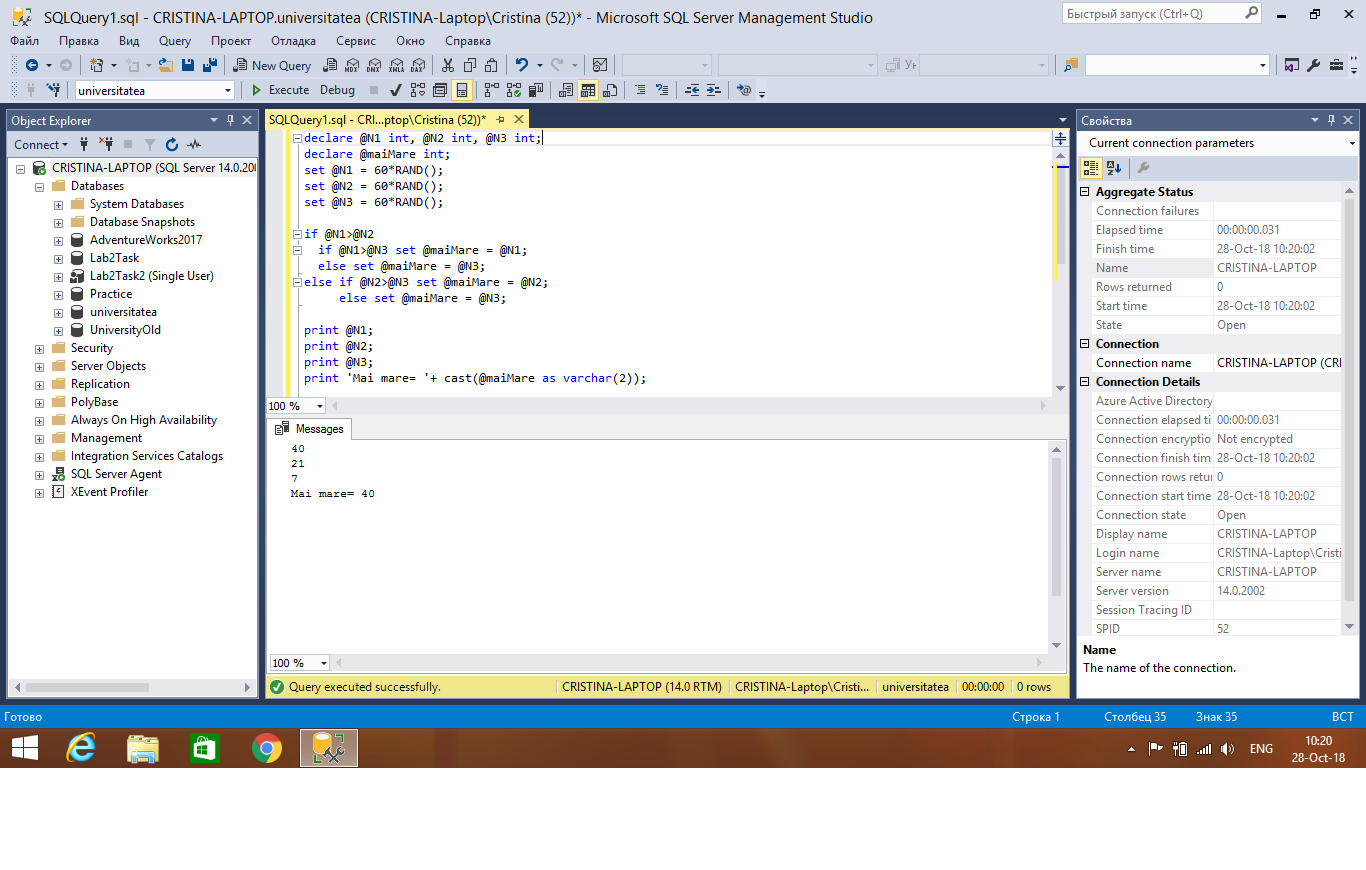 SQLQuery1.sql - CRISTINA-LAPTOP.universitatea (CRISTINA-Laptop\Cristina (52))* - Microsoft SQL Server Management Studio
Быстрый запуск (Ctrl+Q)
Файл Правка Вид Query Проект Отладка Сервис Окно Справка
New Query
MDX DMX XMLA DAX
universitatea
Execute Debug
Object Explorer
Connect
CRISTINA-LAPTOP (SQL Server 14.0.200
Databases
System Databases
Database Snapshots
AdventureWorks2017
Lab2Task
Lab2Task2 (Single User)
Practice
universitatea
UniversityOld
Security
Server Objects
Replication
PolyBase
Always On High Availability
Management
Integration Services Catalogs
SQL Server Agent
XEvent Profiler
SQLQuery1.sql - CRI...ptop\Cristina (52))*
declare @N1 int, @N2 int, @N3 int;
declare @maiMare int;
set @N1 = 60*RAND();
set @N2 = 60*RAND();
set @N3 = 60*RAND();
if @N1>@N2
if @N1>@N3 set @maiMare = @N1;
else set @maiMare = @N3;
else if @N2>@N3 set @maiMare = @N2;
else set @maiMare = @N3;
print @N1;
print @N2;
print @N3;
print 'Mai mare= '+ cast(@maiMare as varchar(2));
100 %
Messages
40
21
7
Mai mare= 40
100 %
Query executed successfully.
CRISTINA-LAPTOP (14.0 RTM)
CRISTINA-Laptop\Cristi...
universitatea
00:00:00
0 rows
Свойства
Current connection parameters
Aggregate Status
Connection failures
Elapsed time 00:00:00.031
Finish time 28-Oct-18 10:20:02
Name CRISTINA-LAPTOP
Rows returned 0
Start time 28-Oct-18 10:20:02
State Open
Connection
Connection name CRISTINA-LAPTOP (CRI
Connection Details
Azure Active Directory
Connection elapsed ti 00:00:00.031
Connection encryptio Not encrypted
Connection finish tim 28-Oct-18 10:20:02
Connection rows retu 0
Connection start time 28-Oct-18 10:20:02
Connection state Open
Display name CRISTINA-LAPTOP
Login name CRISTINA-Laptop\Cristi
Server name CRISTINA-LAPTOP
Server version 14.0.2002
Session Tracing ID
SPID 52
Name
The name of the connection.
Готово
Строка 1
Столбец 35
Знак 35
ВСТ
ENG
10:20
28-Oct-18